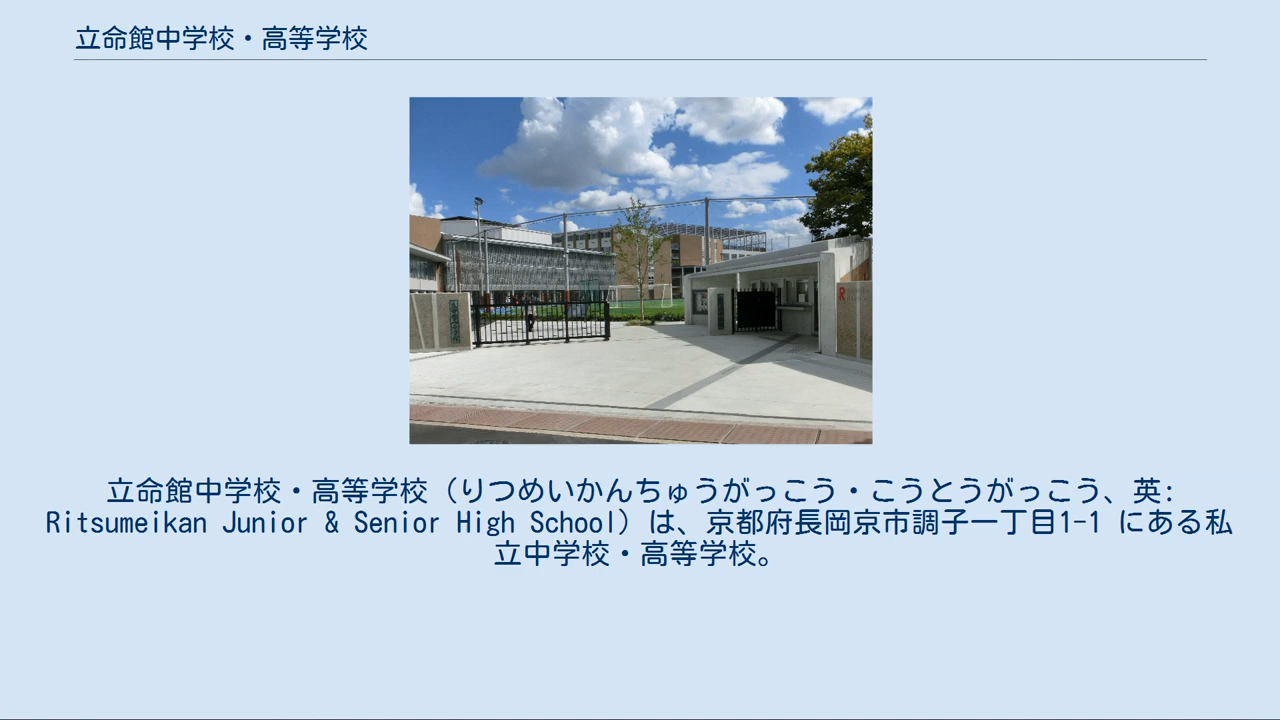 立命館中学校・高等学校
R
立命館中学校・高等学校（りつめいかんちゅうがっこう・こうとうがっこう、英:
Ritsumeikan Junior & Senior High School）は、京都府長岡京市調子一丁目1-1 にある私
立中学校・高等学校。